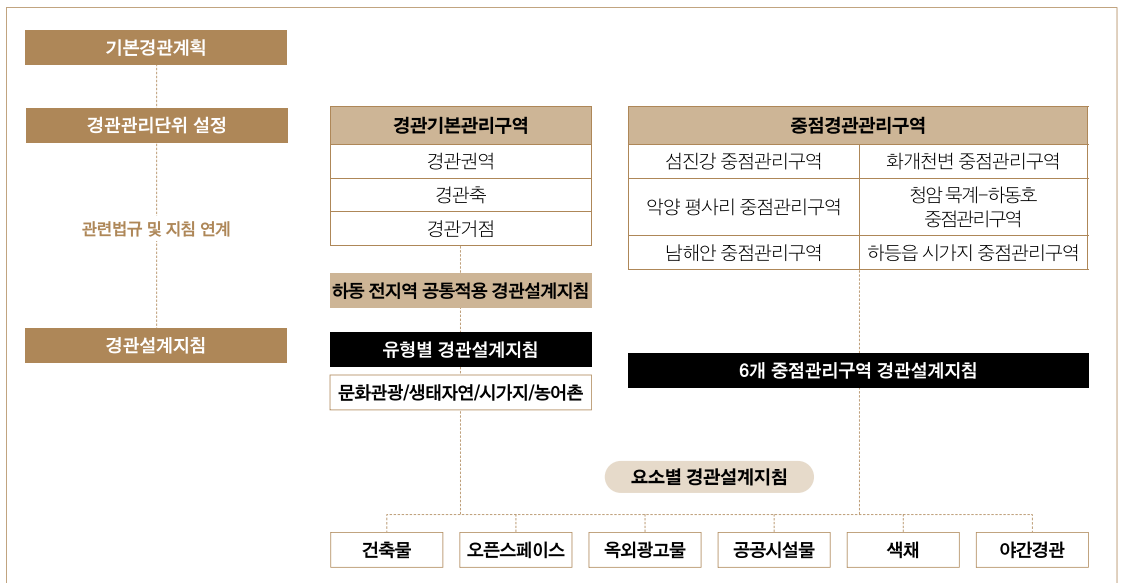 기본경관계획
경관관리단위 설정
관련법규 및 지침 연계
경관설계지침
경관기본관리구역
경관권역
경관축
경관거점
하동 전지역 공통적용 경관설계지침
유형별 경관설계지침
문화관광/생태자연/시가지/농어촌
중점경관관리구역
섬진강 중점관리구역
화개천변 중점관리구역
악양 평사리 중점관리구역
청암 묵계-하동호
중점관리구역
남해안 중점관리구역
하등읍 시가지 중점관리구역
6개 중점관리구역 경관설계지침
요소별 경관설계지침
건축물
오픈스페이스
옥외광고물
공공시설물
색채
야간경관